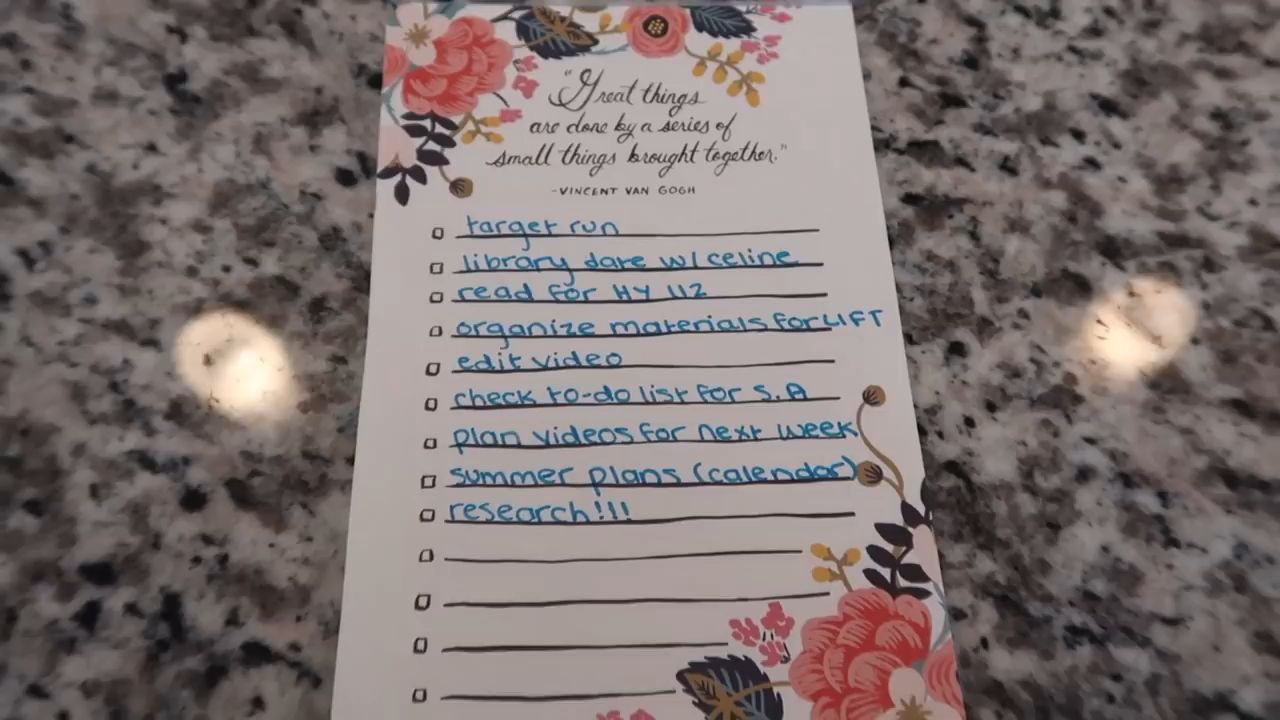 "Great things
are done by a series of
small things brought together."
-VINCENT VAN GOGH
target run
library date w/ celine
read for HY 112
organize materials for LIFT
edit video
check to-do list for S.A
plan videos for next week
summer plans (calendar)
research!!!